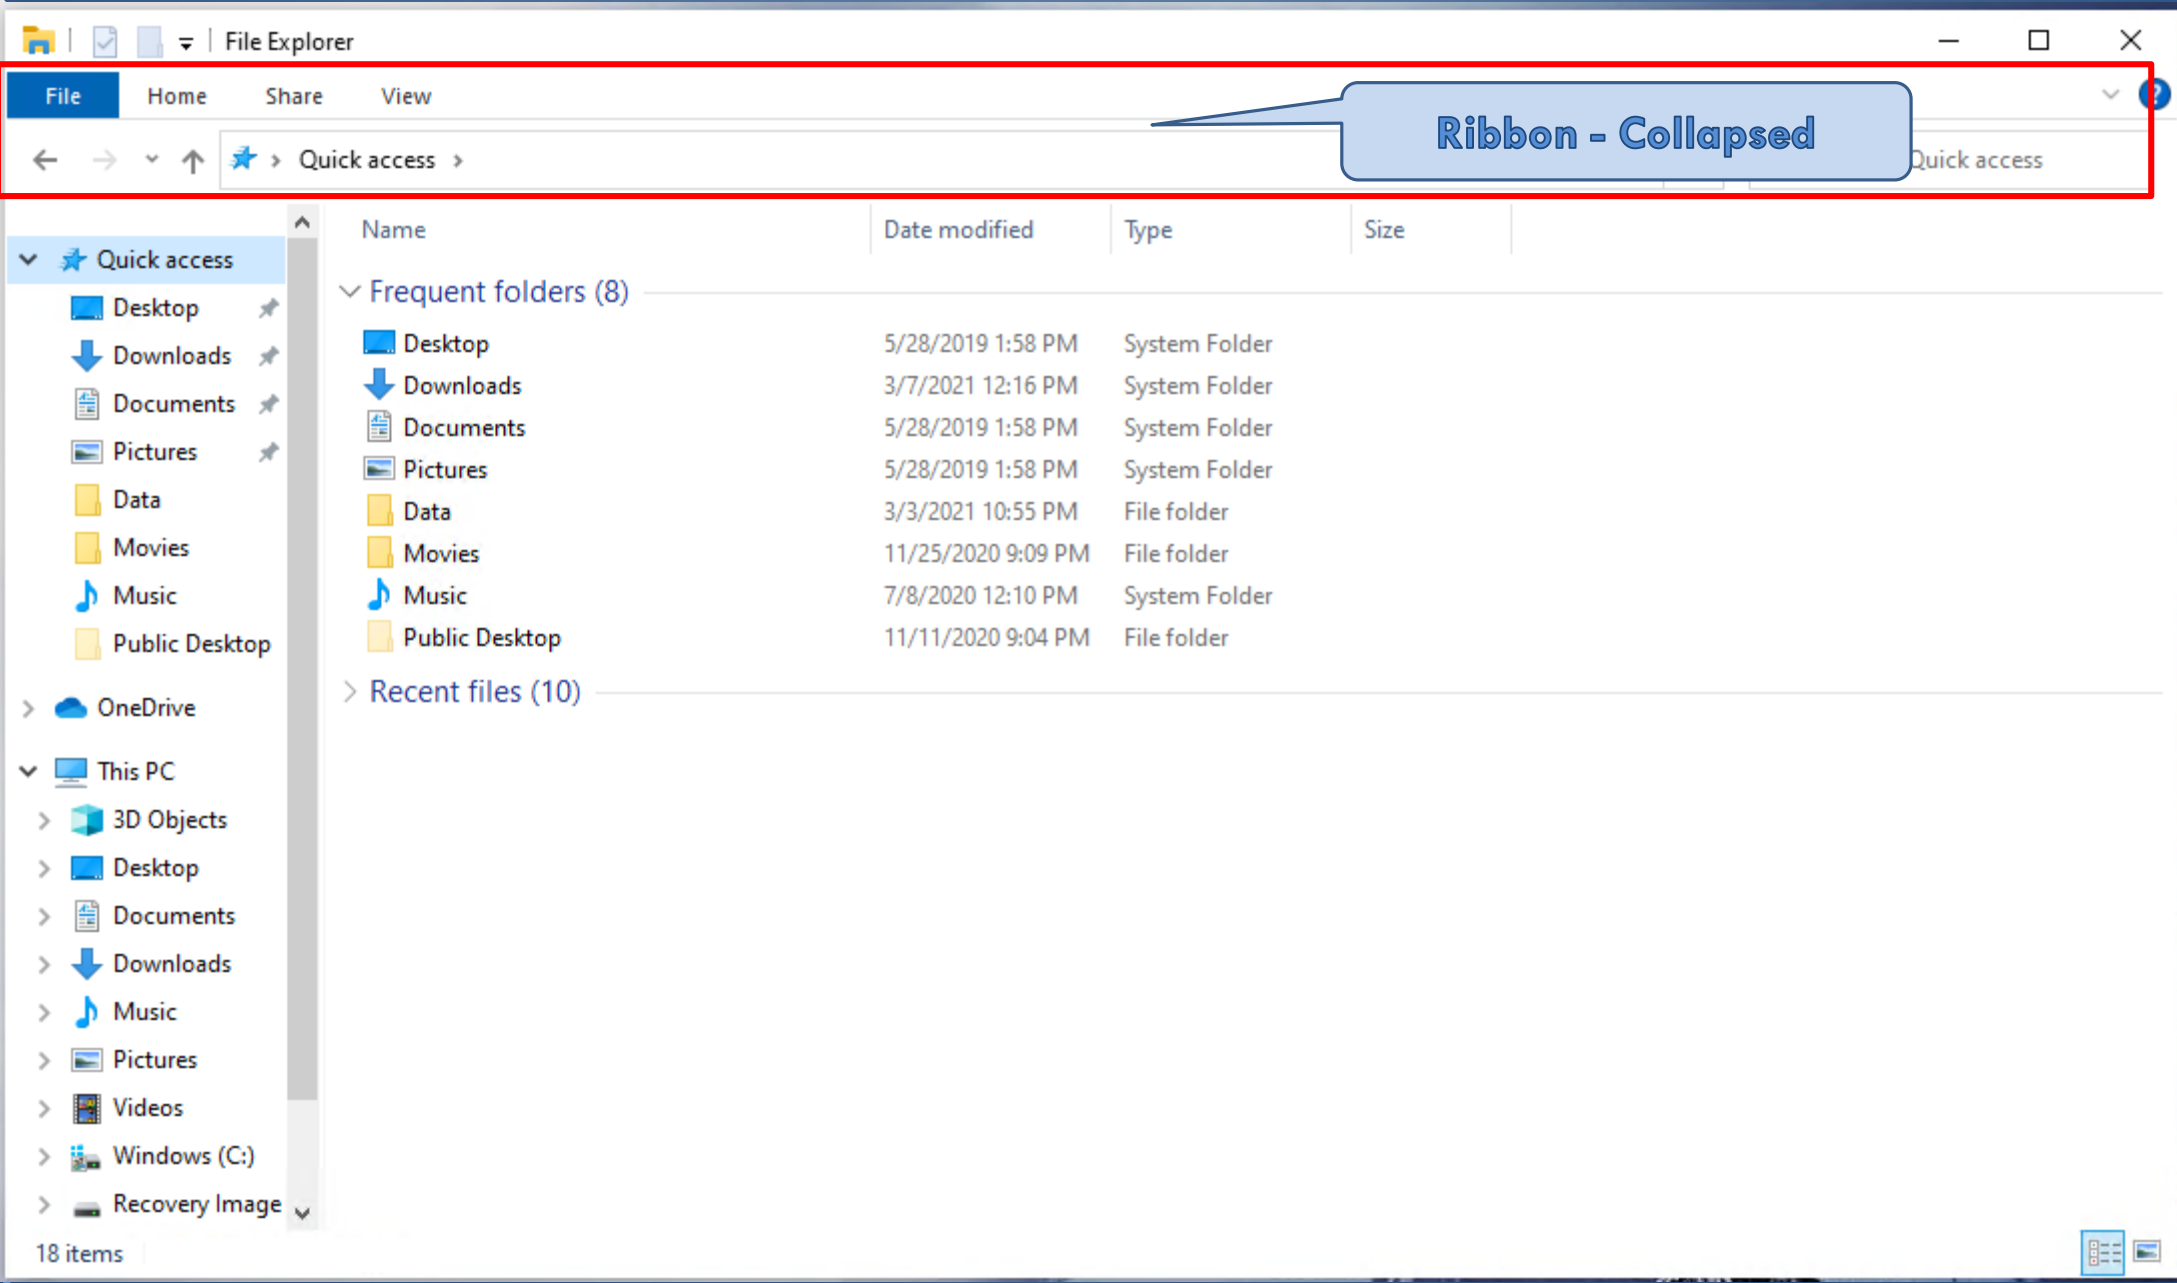 File Explorer
File Home Share View
Ribbon - Collapsed
Quick access
Quick access
Name Date modified Type Size
Quick access
Desktop
Downloads
Documents
Pictures
Data
Movies
Music
Public Desktop
OneDrive
This PC
3D Objects
Desktop
Documents
Downloads
Music
Pictures
Videos
Windows (C:)
Recovery Image
Frequent folders (8)
Desktop 5/28/2019 1:58 PM System Folder
Downloads 3/7/2021 12:16 PM System Folder
Documents 5/28/2019 1:58 PM System Folder
Pictures 5/28/2019 1:58 PM System Folder
Data 3/3/2021 10:55 PM File folder
Movies 11/25/2020 9:09 PM File folder
Music 7/8/2020 12:10 PM System Folder
Public Desktop 11/11/2020 9:04 PM File folder
Recent files (10)
18 items